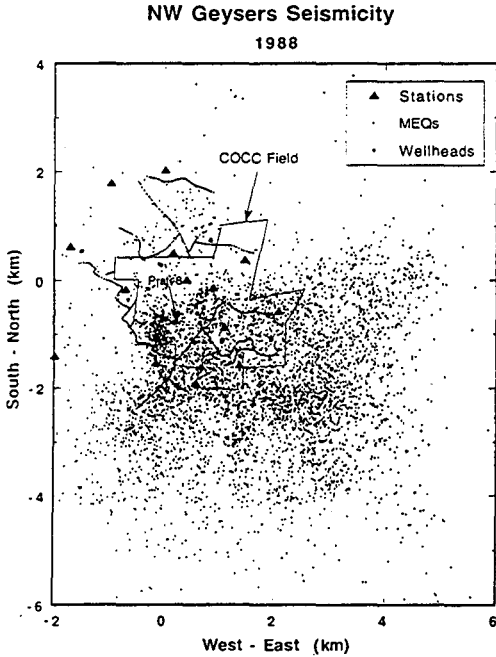 NW Geysers Seismicity
1988
Stations
MEQs
Wellheads
COCC Field
4
2
0
-2
-4
-6
South - North (km)
-2
0
2
4
6
West - East (km)